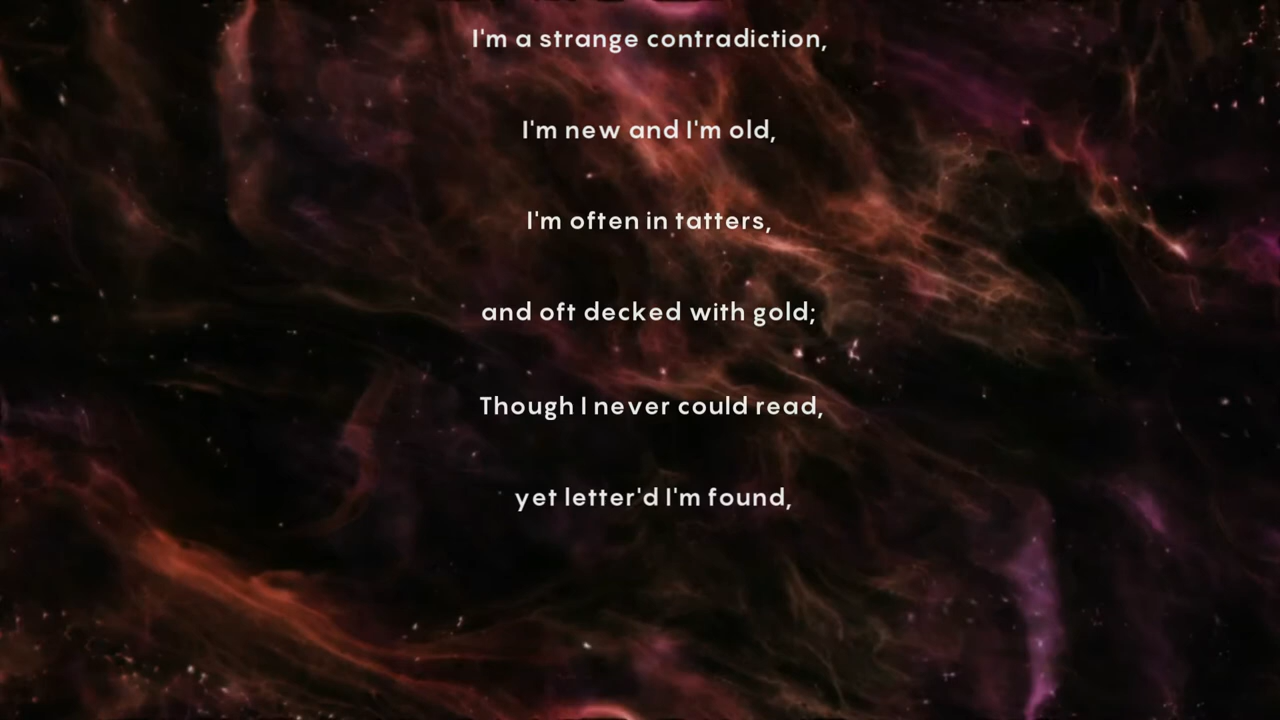 I'm a strange contradiction,
I'm new and I'm old,
I'm often in tatters,
and oft decked with gold;
Though I never could read,
yet letter'd I'm found,